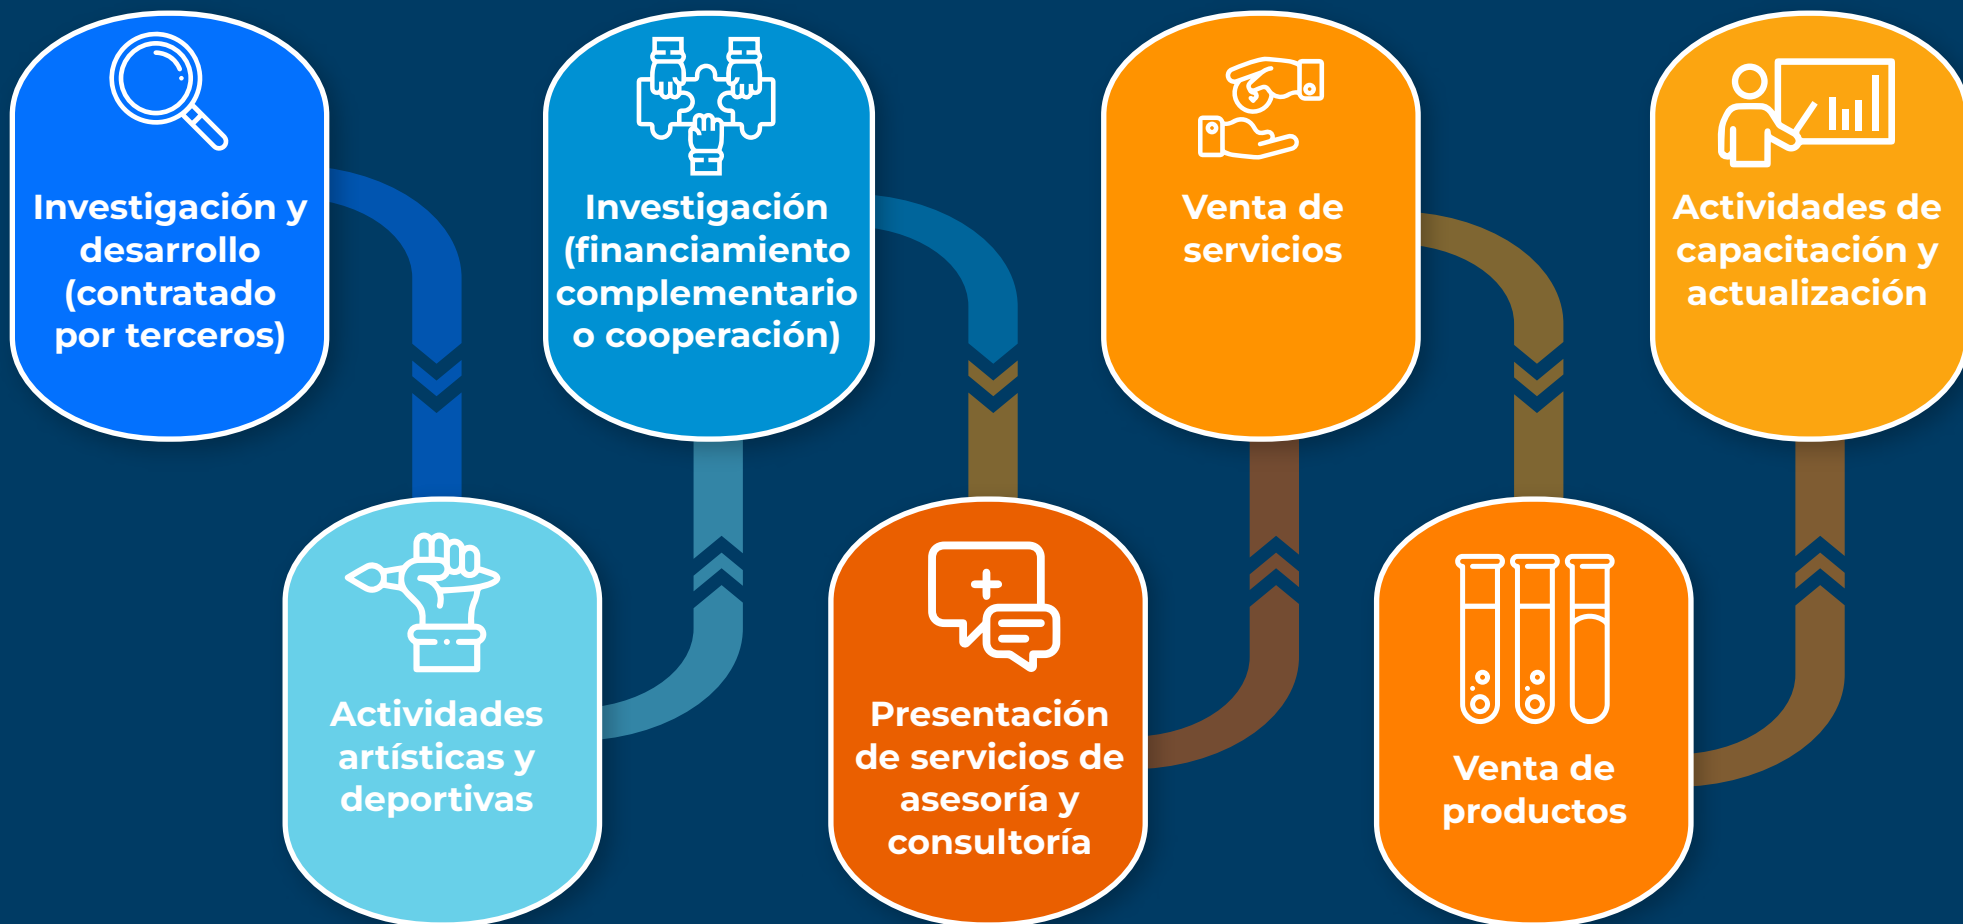 Investigación y
desarrollo
(contratado
por terceros)
Actividades
artísticas y
deportivas
Investigación
(financiamiento
complementario
o cooperación)
Presentación
de servicios de
asesoría y
consultoría
Venta de
servicios
Venta de
productos
Actividades de
capacitación y
actualización